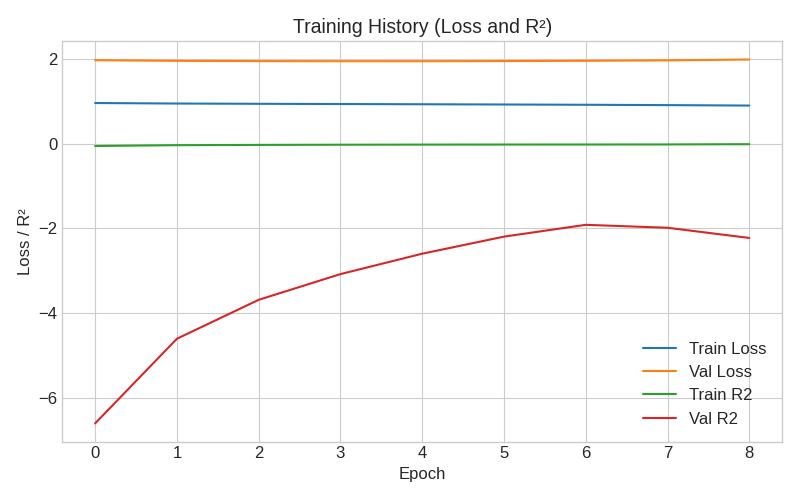 Training History (Loss and R²)
Loss / R²
2
0
−2
−4
−6
Train Loss
Val Loss
Train R2
Val R2
0 1 2 3 4 5 6 7 8
Epoch